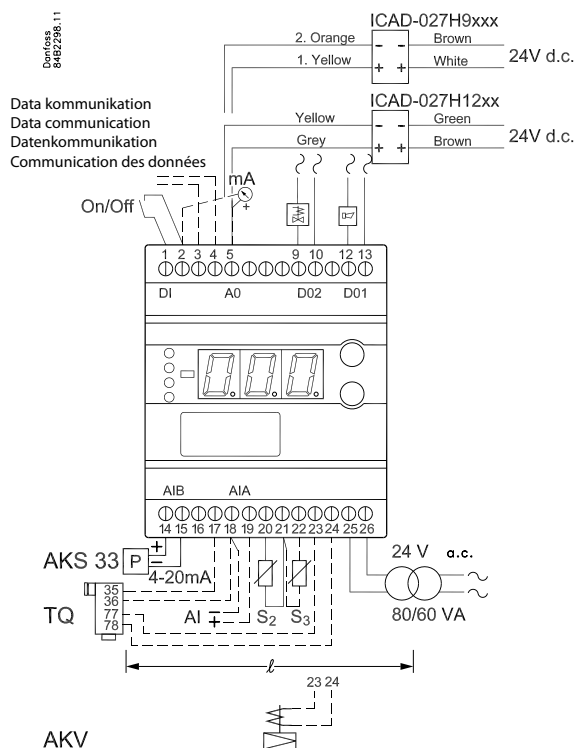 Danfoss
84B2298.11
ICAD-027H9xxx
2. Orange - - Brown
24V d.c.
1. Yellow + + White
ICAD-027H12xx
Yellow - - Green
24V d.c.
Grey + + Brown
Data kommunikation
Data communication
Datenkommunikation
Communication des données
mA
+
On/Off
1 2 3 4 5 9 10 12 13
DI A0 D02 D01
0.0.0.
AIB AIA
14 15 16 17 18 19 20 21 22 23 24 25 26
AKS 33 P + -
4-20mA
24 V a.c.
80/60 VA
TQ
35
36
77
78
AI - +
S2 S3
ℓ
23 24
AKV